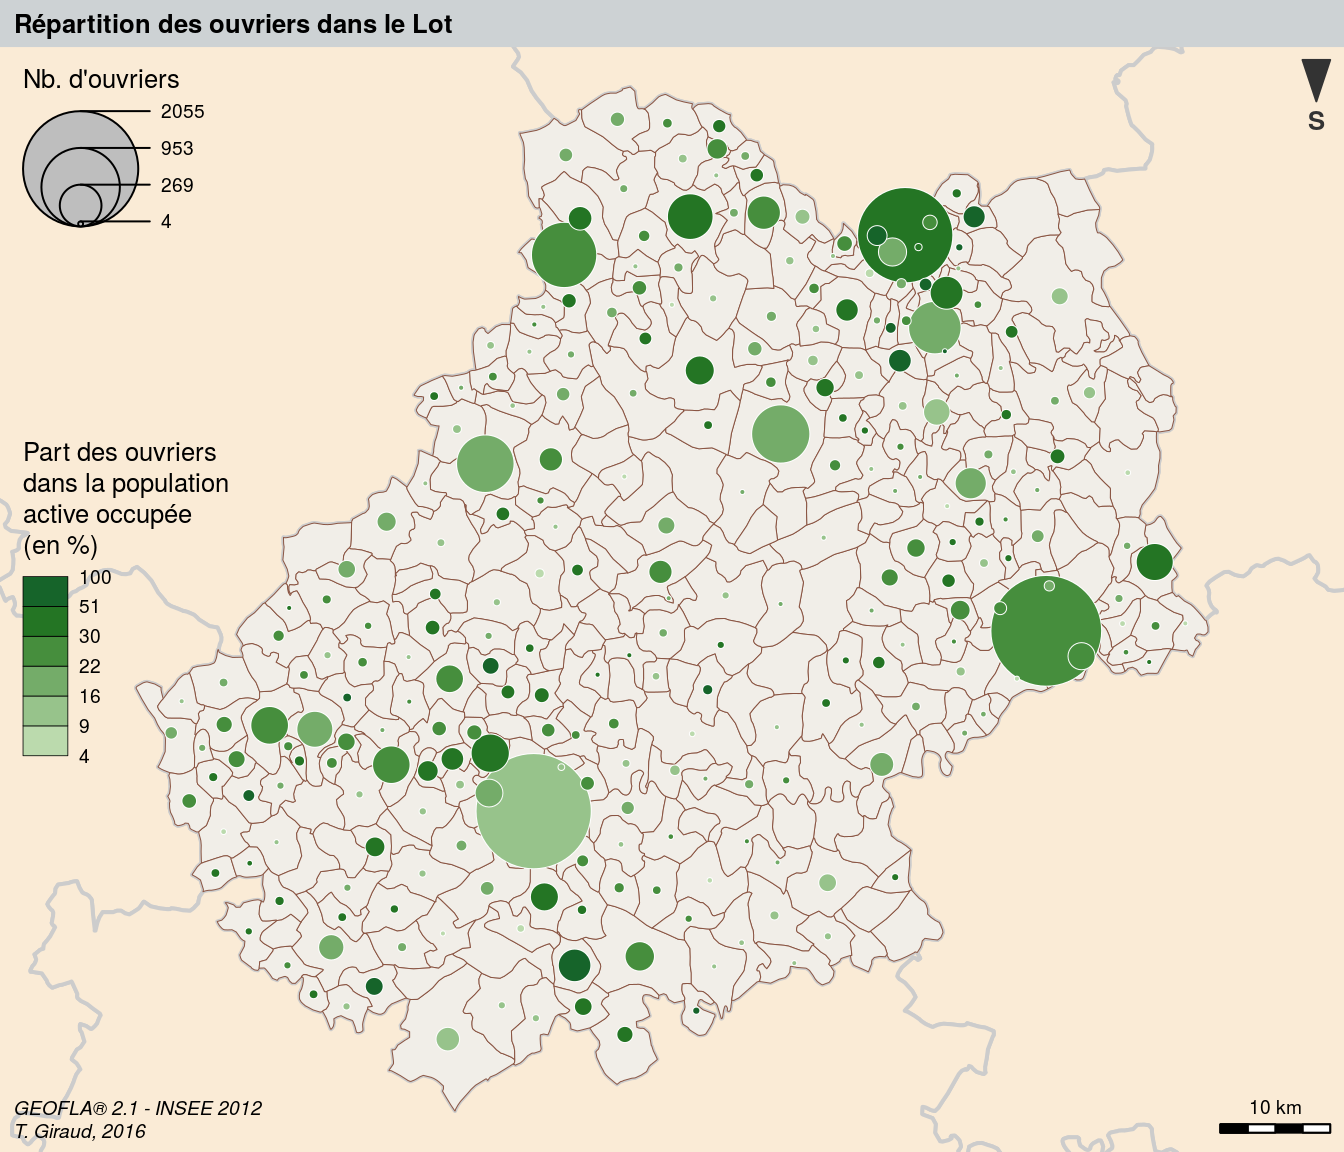 Répartition des ouvriers dans le Lot
Nb. d'ouvriers
2055
953
269
4
S
Part des ouvriers
dans la population
active occupée
(en %)
100
51
30
22
16
9
4
GEOFLA® 2.1 - INSEE 2012
T. Giraud, 2016
10 km